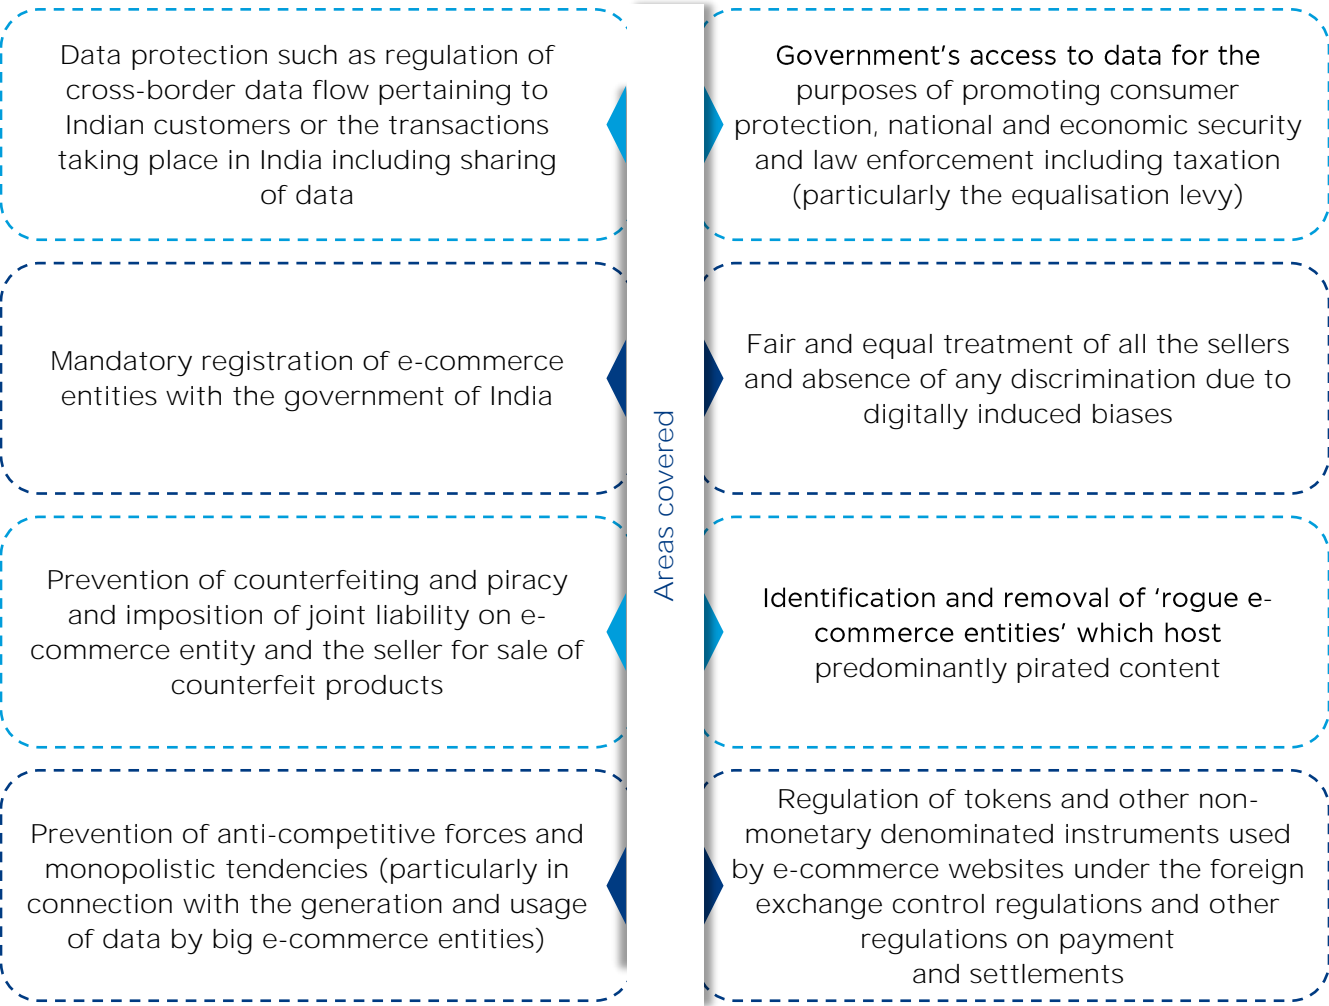 Data protection such as regulation of
cross-border data flow pertaining to
Indian customers or the transactions
taking place in India including sharing
of data
Government's access to data for the
purposes of promoting consumer
protection, national and economic security
and law enforcement including taxation
(particularly the equalisation levy)
Mandatory registration of e-commerce
entities with the government of India
Fair and equal treatment of all the sellers
and absence of any discrimination due to
digitally induced biases
Areas covered
Prevention of counterfeiting and piracy
and imposition of joint liability on e-
commerce entity and the seller for sale of
counterfeit products
Identification and removal of ‘rogue e-
commerce entities’ which host
predominantly pirated content
Prevention of anti-competitive forces and
monopolistic tendencies (particularly in
connection with the generation and usage
of data by big e-commerce entities)
Regulation of tokens and other non-
monetary denominated instruments used
by e-commerce websites under the foreign
exchange control regulations and other
regulations on payment
and settlements